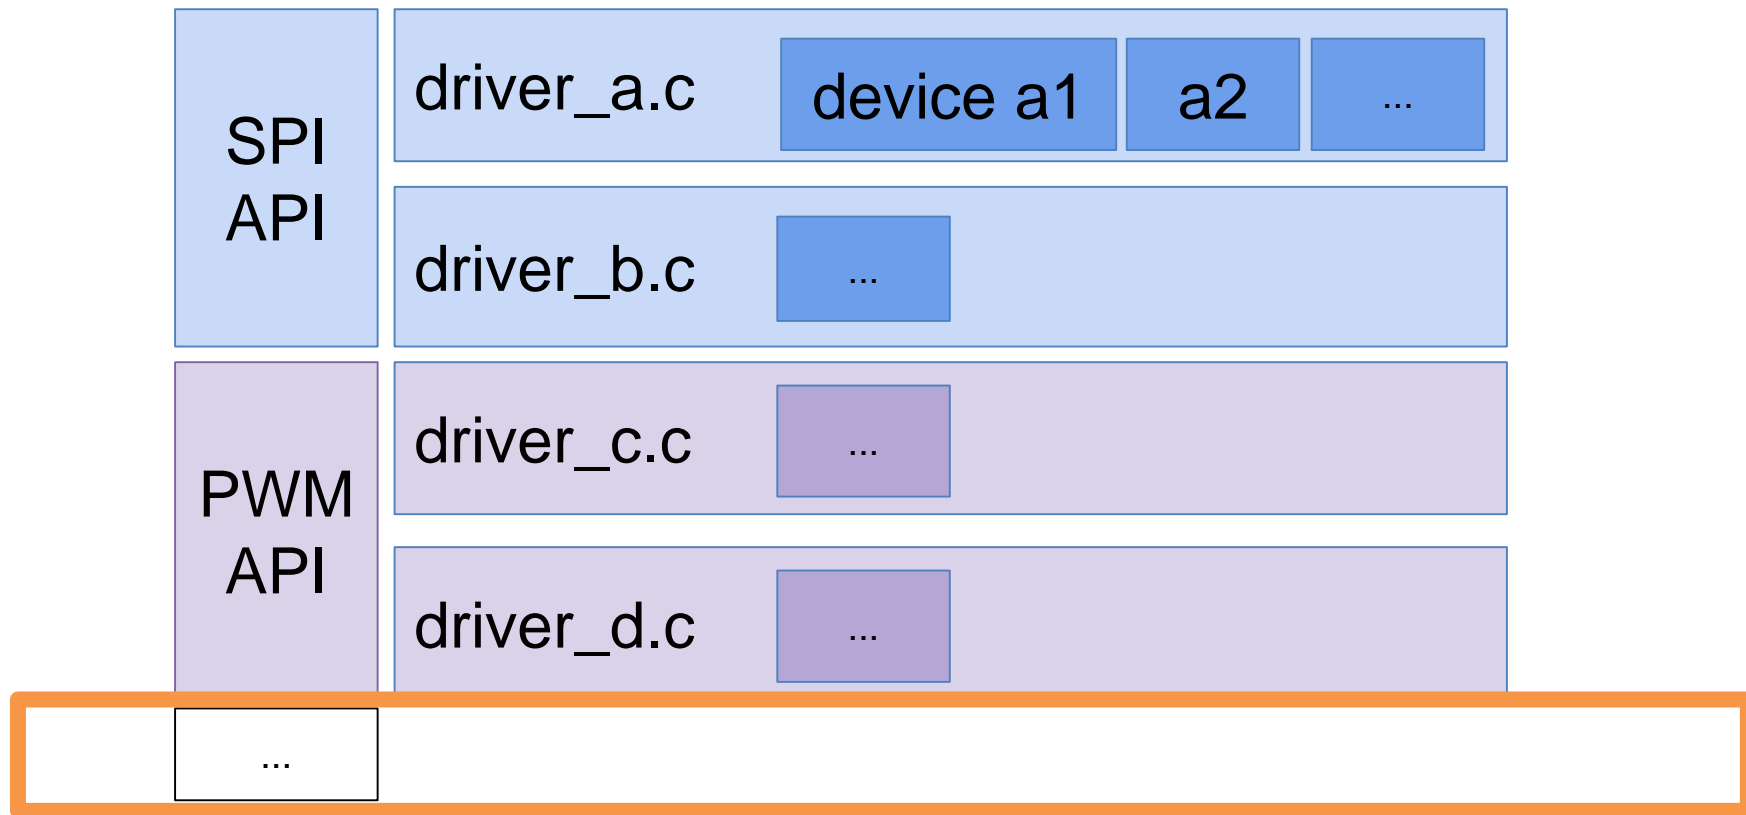 SPI
API
driver_a.c
device a1
a2
...
driver_b.c
...
PWM
API
driver_c.c
...
driver_d.c
...
...